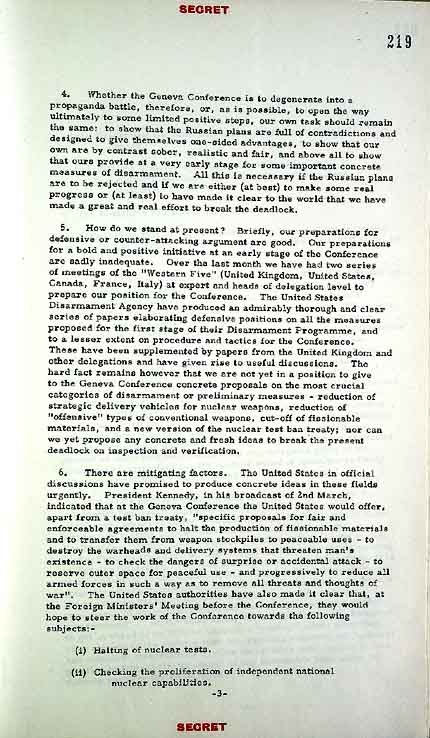 SECRET
219
4. Whether the Geneva Conference is to degenerate into a
propaganda battle, therefore, or, as is possible, to open the way
ultimately to some limited positive steps, our own task should remain
the same: to show that the Russian plans are full of contradictions and
designed to give themselves one-sided advantages, to show that our
own are by contrast sober, realistic and fair, and above all to show
that ours provide at a very early stage for some important concrete
measures of disarmament. All this is necessary if the Russian plans
are to be rejected and if we are either (at best) to make some real
progress or (at least) to have made it clear to the world that we have
made a great and real effort to break the deadlock.
5. How do we stand at present? Briefly, our preparations for
defensive or counter-attacking argument are good. Our preparations
for a bold and positive initiative at an early stage of the Conference
are sadly inadequate. Over the last month we have had two series
of meetings of the "Western Five" (United Kingdom, United States,
Canada, France, Italy) at expert and heads of delegation level to
prepare our position for the Conference. The United States
Disarmament Agency have produced an admirably thorough and clear
series of papers elaborating defensive positions on all the measures
proposed for the first stage of their Disarmament Programme, and
to a lesser extent on procedure and tactics for the Conference.
These have been supplemented by papers from the United Kingdom and
other delegations and have given rise to useful discussions. The
hard fact remains however that we are not yet in a position to give
to the Geneva Conference concrete proposals on the most crucial
categories of disarmament or preliminary measures - reduction of
strategic delivery vehicles for nuclear weapons, reduction of
"offensive" types of conventional weapons, cut-off of fissionable
materials, and a new version of the nuclear test ban treaty; nor can
we yet propose any concrete and fresh ideas to break the present
deadlock on inspection and verification.
6. There are mitigating factors. The United States in official
discussions have promised to produce concrete ideas in these fields
urgently. President Kennedy, in his broadcast of 2nd March,
indicated that at the Geneva Conference the United States would offer,
apart from a test ban treaty, "specific proposals for fair and
enforceable agreements to halt the production of fissionable materials
and to transfer them from weapon stockpiles to peaceable uses - to
destroy the warheads and delivery systems that threaten man's
existence - to check the dangers of surprise or accidental attack - to
reserve outer space for peaceful use - and progressively to reduce all
armed forces in such a way as to remove all threats and thoughts of
war". The United States authorities have also made it clear that, at
the Foreign Ministers' Meeting before the Conference, they would
hope to steer the work of the Conference towards the following
subjects:-
(i) Halting of nuclear tests.
(ii) Checking the proliferation of independent national
nuclear capabilities.
-3-
SECRET